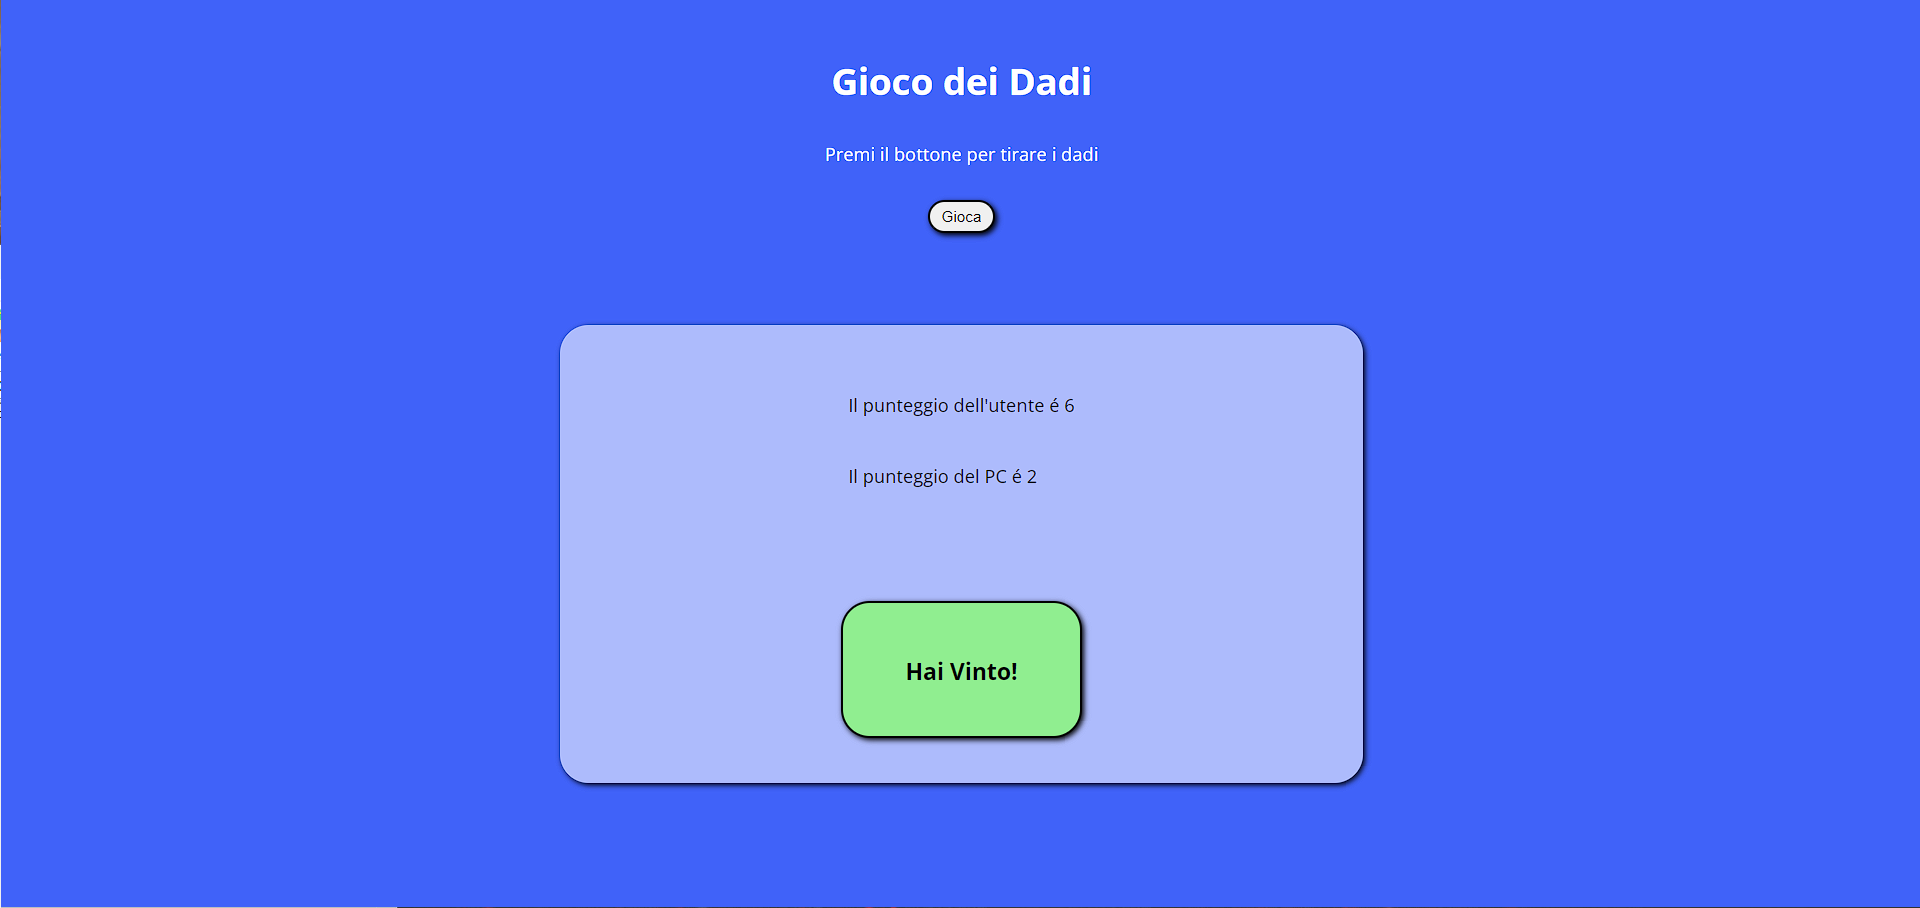 Gioco dei Dadi
Premi il bottone per tirare i dadi
Gioca
Il punteggio dell'utente é 6
Il punteggio del PC é 2
Hai Vinto!